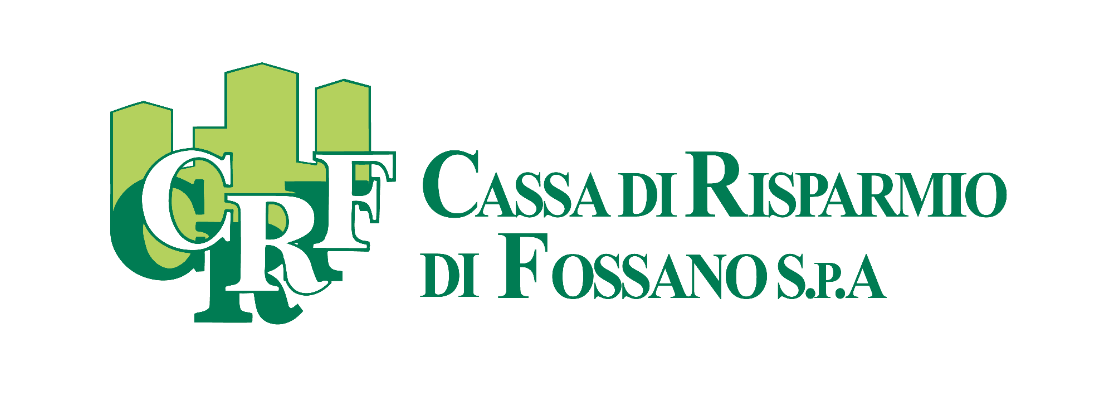 CRF
CASSA DI RISPARMIO
DI FOSSANO S.P.A